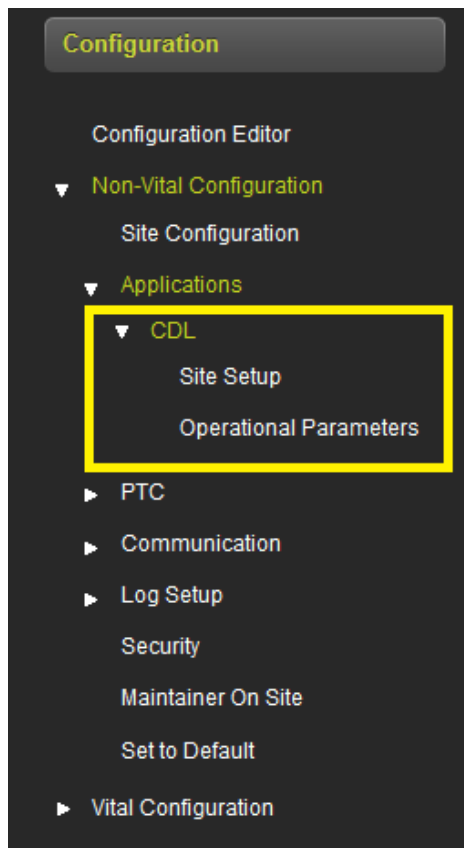 Configuration
Configuration Editor
Non-Vital Configuration
Site Configuration
Applications
CDL
Site Setup
Operational Parameters
PTC
Communication
Log Setup
Security
Maintainer On Site
Set to Default
Vital Configuration